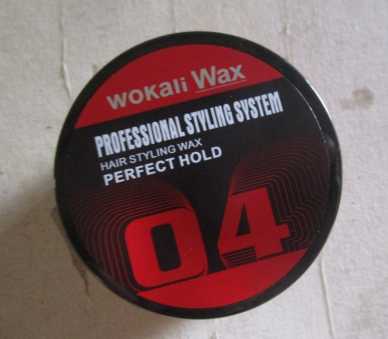 woKali Wax
PROFESSIONAL STYLING SYSTEM
HAIR STYLING WAX
PERFECT HOLD
04